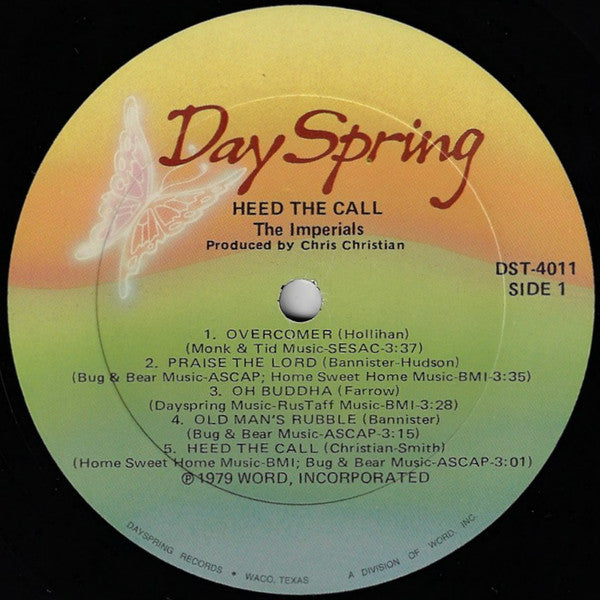 DaySpring
HEED THE CALL
The Imperials
Produced by Chris Christian
DST-4011
SIDE 1
1. OVERCOMER (Hollihan)
(Monk & Tid Music-SESAC-3:37)
2. PRAISE THE LORD (Bannister-Hudson)
(Bug & Bear Music-ASCAP; Home Sweet Home Music-BMI-3:35)
3. OH BUDDHA (Farrow)
(Dayspring Music-RusTaff Music-BMI-3:28)
4. OLD MAN'S RUBBLE (Bannister)
(Bug & Bear Music-ASCAP-3:15)
5. HEED THE CALL (Christian-Smith)
(Home Sweet Home Music-BMI; Bug & Bear Music-ASCAP-3:01)
℗1979 WORD, INCORPORATED
DAYSPRING RECORDS • WACO, TEXAS A DIVISION OF WORD, INC.